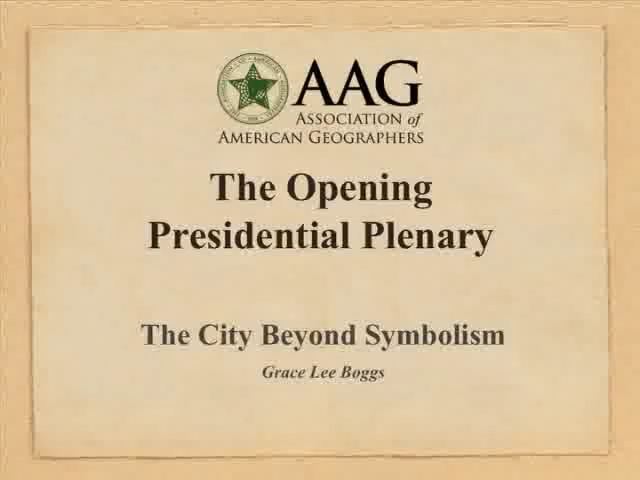 AAG
ASSOCIATION of
AMERICAN GEOGRAPHERS
The Opening
Presidential Plenary
The City Beyond Symbolism
Grace Lee Boggs